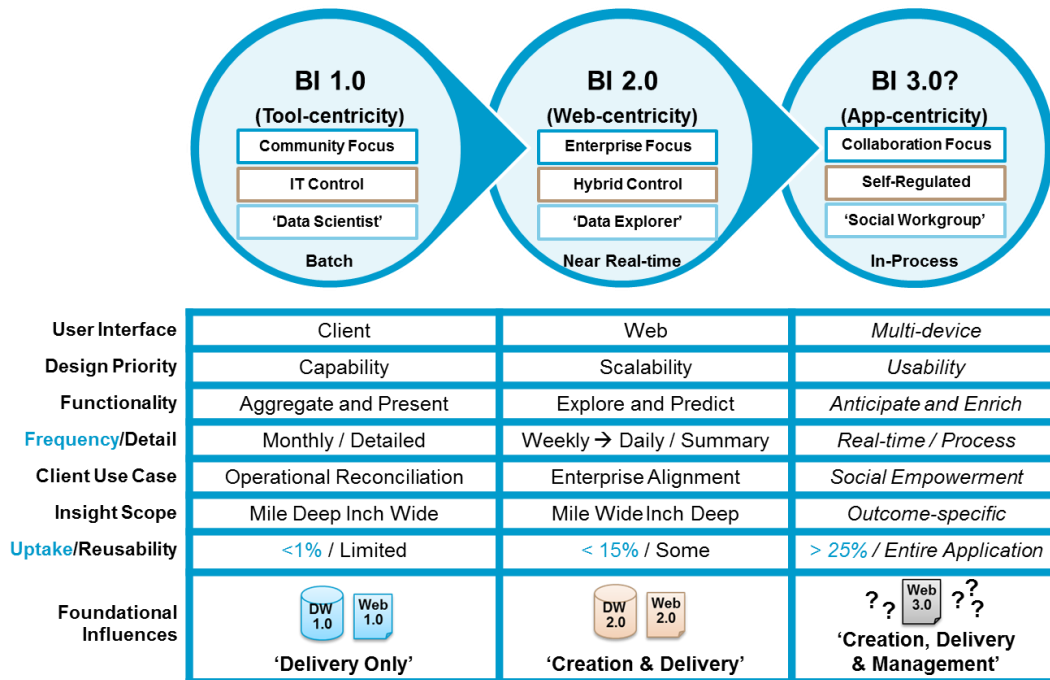 BI 1.0
(Tool-centricity)
Community Focus
IT Control
‘Data Scientist’
Batch
BI 2.0
(Web-centricity)
Enterprise Focus
Hybrid Control
‘Data Explorer’
Near Real-time
BI 3.0?
(App-centricity)
Collaboration Focus
Self-Regulated
‘Social Workgroup’
In-Process
User Interface Client Web Multi-device
Design Priority Capability Scalability Usability
Functionality Aggregate and Present Explore and Predict Anticipate and Enrich
Frequency/Detail Monthly / Detailed Weekly → Daily / Summary Real-time / Process
Client Use Case Operational Reconciliation Enterprise Alignment Social Empowerment
Insight Scope Mile Deep Inch Wide Mile Wide Inch Deep Outcome-specific
Uptake/Reusability <1% / Limited < 15% / Some > 25% / Entire Application
Foundational
Influences
DW
1.0
Web
1.0
‘Delivery Only’
DW
2.0
Web
2.0
‘Creation & Delivery’
? ?
Web
3.0
? ? ?
‘Creation, Delivery
& Management’